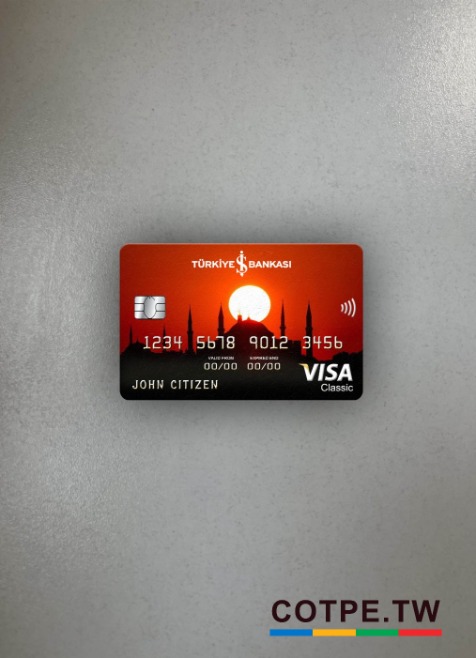 TÜRKİYE İŞ BANKASI
1234 5678 9012 3456
VALID FROM EXPIRES END
00/00 00/00
JOHN CITIZEN
VISA
Classic
COTPE.TW